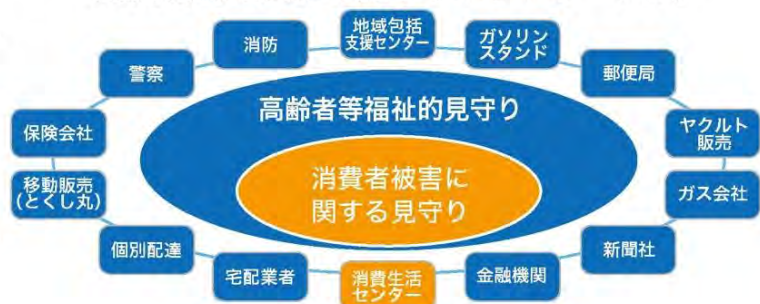 地域包括
支援センター
ガソリン
スタンド
消防
郵便局
警察
高齢者等福祉的見守り
保険会社
ヤクルト
販売
消費者被害に
関する見守り
移動販売
(とくし丸)
ガス会社
個別配達
新聞社
宅配業者
消費生活
センター
金融機関